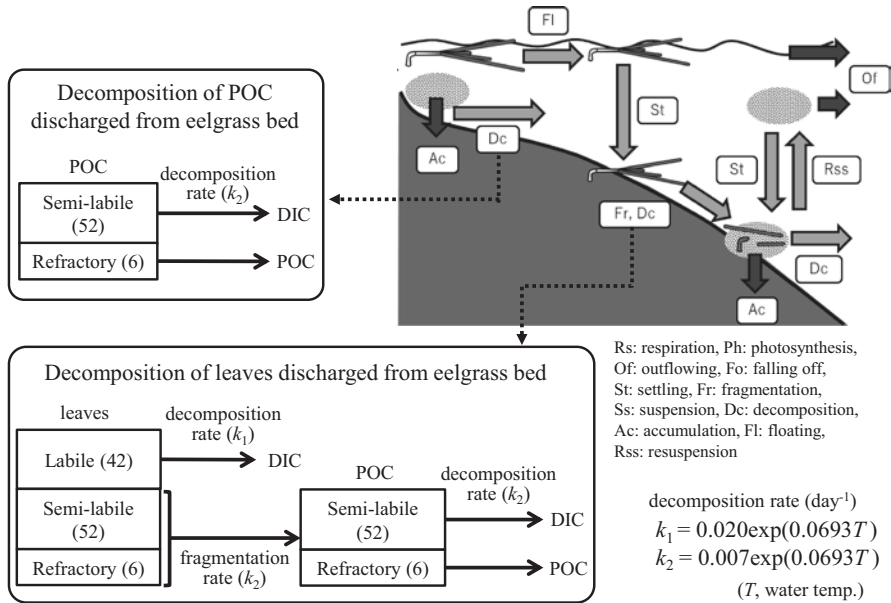 Decomposition of POC
discharged from eelgrass bed
POC
decomposition
rate (k₂)
Semi-labile
(52)
DIC
Refractory (6)
POC
Fl
Of
St
Dc
Ac
St
Rss
Fr, Dc
Dc
Ac
Decomposition of leaves discharged from eelgrass bed
leaves
decomposition
rate (k₁)
Labile (42)
DIC
POC
decomposition
rate (k₂)
Semi-labile
(52)
Semi-labile
(52)
DIC
Refractory (6)
fragmentation
rate (k₂)
Refractory (6)
POC
Rs: respiration, Ph: photosynthesis,
Of: outflowing, Fo: falling off,
St: settling, Fr: fragmentation,
Ss: suspension, Dc: decomposition,
Ac: accumulation, Fl: floating,
Rss: resuspension
decomposition rate (day⁻¹)
k₁ = 0.020exp(0.0693T)
k₂ = 0.007exp(0.0693T)
(T, water temp.)